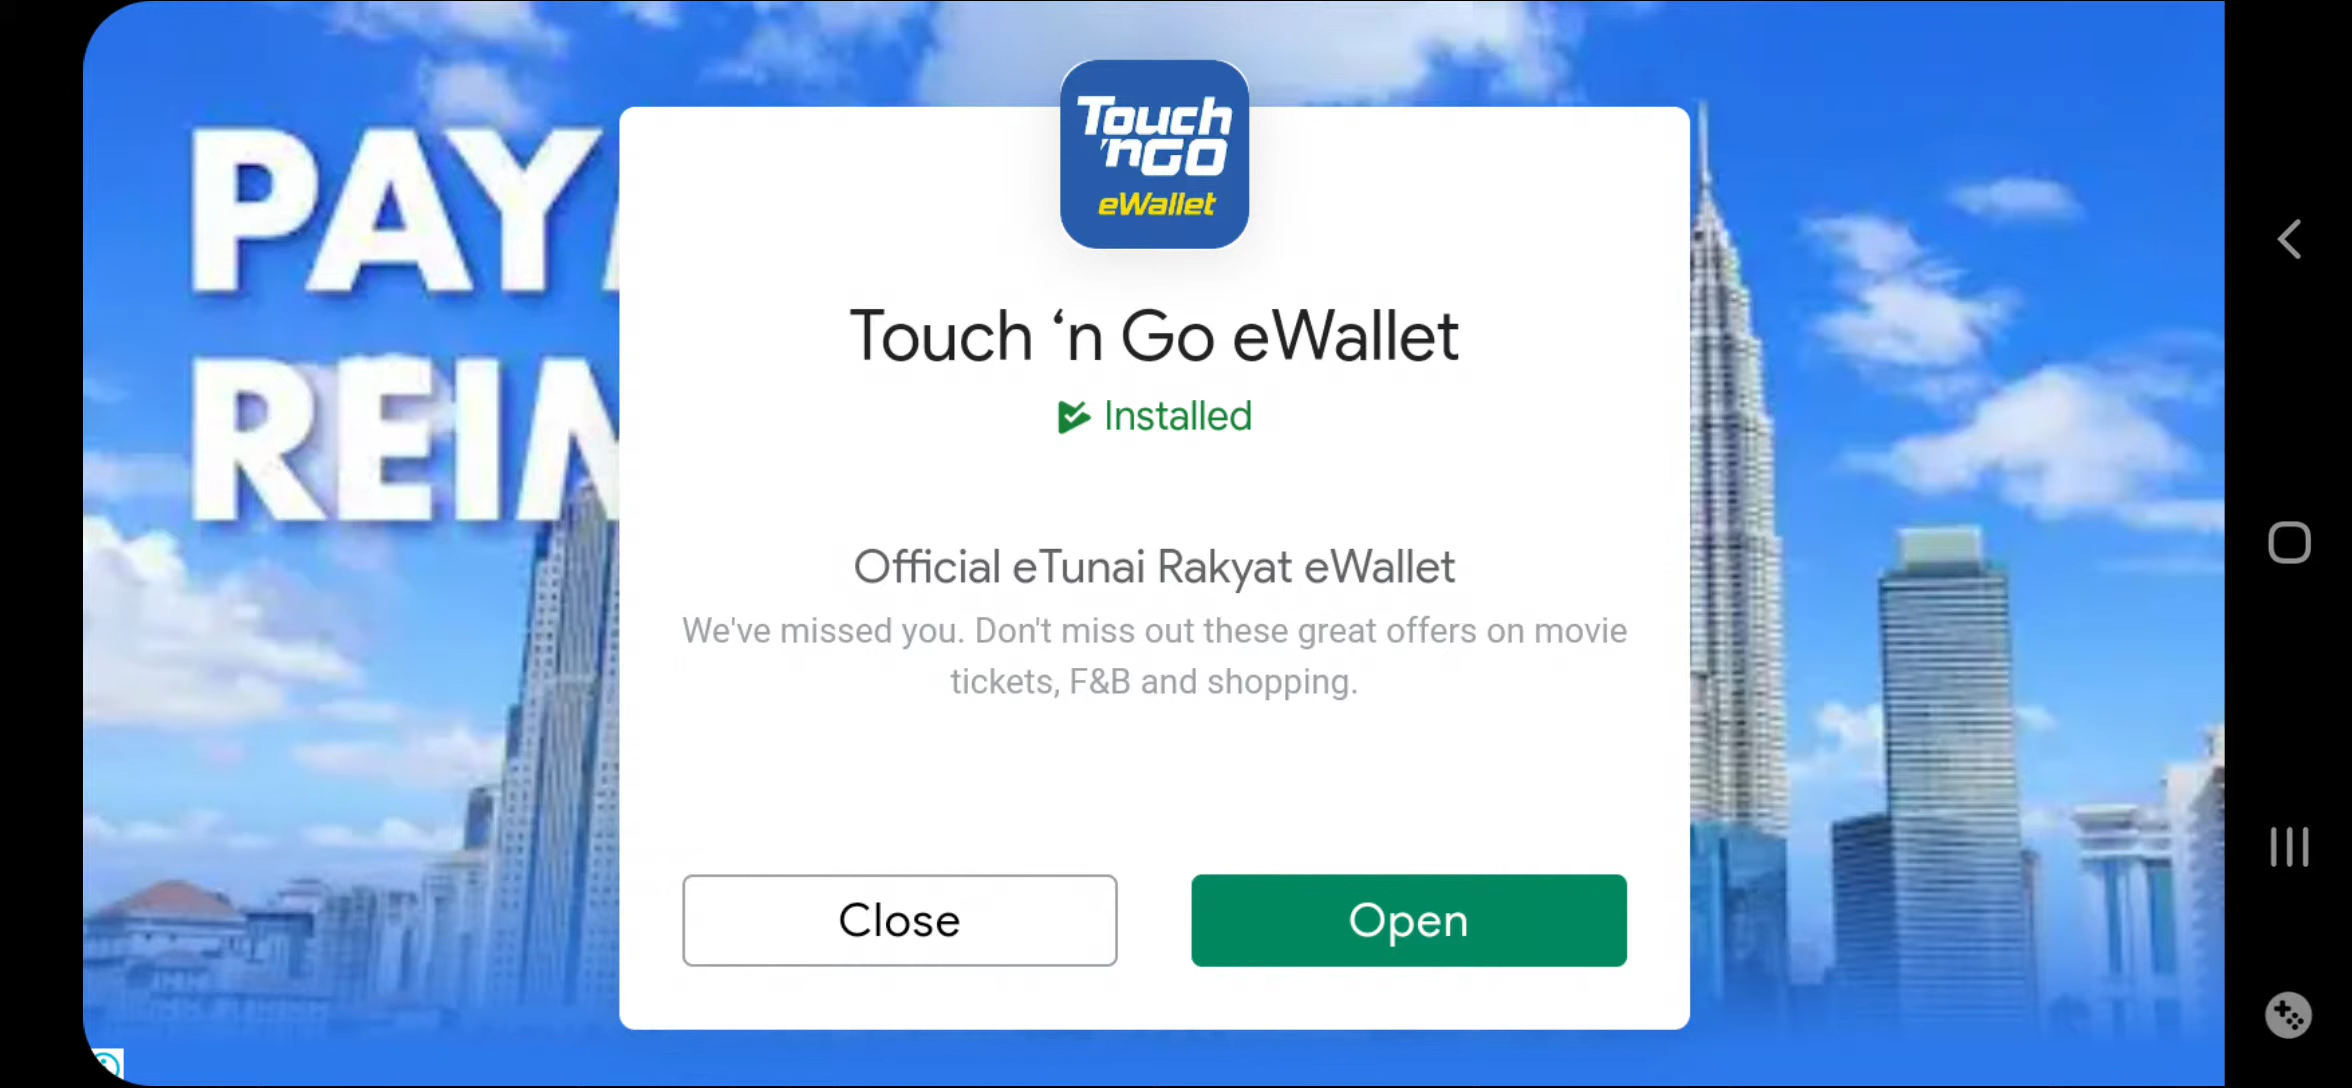 PAY
REI
Touch
'nGO
eWallet
Touch ‘n Go eWallet
Installed
Official eTunai Rakyat eWallet
We've missed you. Don't miss out these great offers on movie
tickets, F&B and shopping.
Close
Open